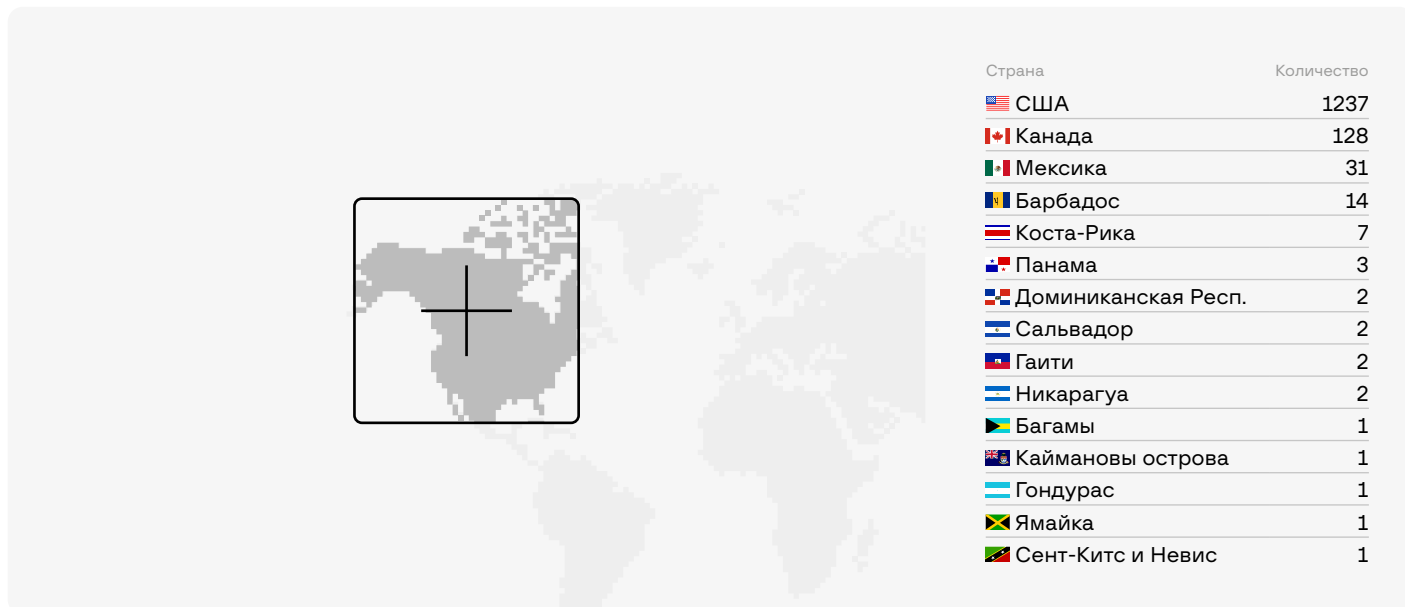 Страна Количество
США 1237
Канада 128
Мексика 31
Барбадос 14
Коста-Рика 7
Панама 3
Доминиканская Респ. 2
Сальвадор 2
Гаити 2
Никарагуа 2
Багамы 1
Каймановы острова 1
Гондурас 1
Ямайка 1
Сент-Китс и Невис 1